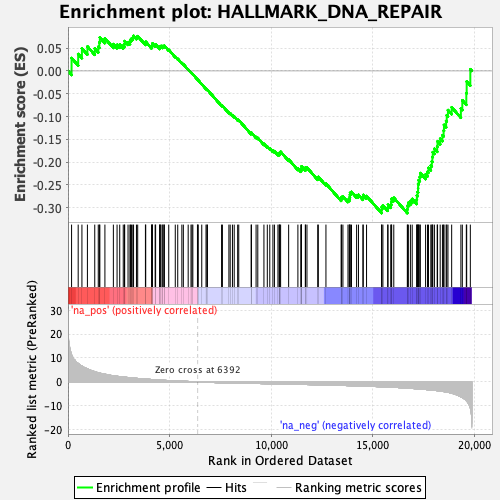 Enrichment plot: HALLMARK_DNA_REPAIR
Enrichment score (ES)
0.05
0.00
-0.05
-0.10
-0.15
-0.20
-0.25
-0.30
'na_pos' (positively correlated)
Ranked list metric (PreRanked)
30
20
10
0
-10
-20
Zero cross at 6392
'na_neg' (negatively correlated)
0
5,000
10,000
15,000
20,000
Rank in Ordered Dataset
Enrichment profile
Hits
Ranking metric scores